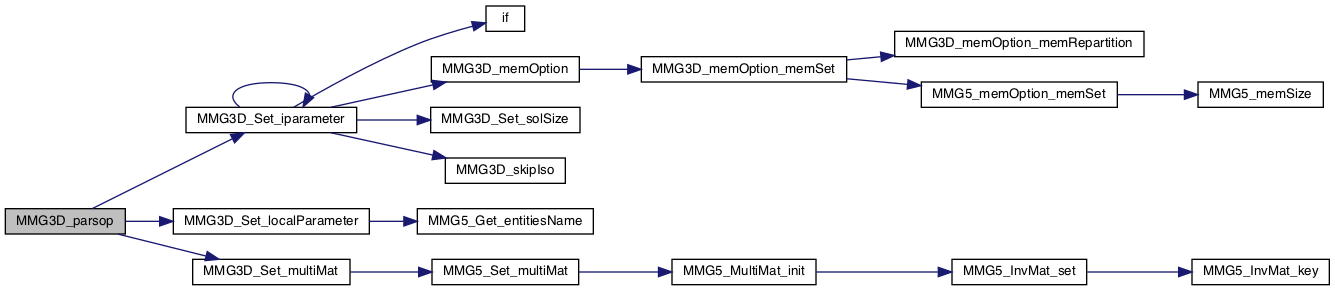 if
MMG3D_memOption_memRepartition
MMG3D_memOption
MMG3D_memOption_memSet
MMG5_memOption_memSet
MMG5_memSize
MMG3D_Set_iparameter
MMG3D_Set_solSize
MMG3D_skipIso
MMG3D_parsop
MMG3D_Set_localParameter
MMG5_Get_entitiesName
MMG3D_Set_multiMat
MMG5_Set_multiMat
MMG5_MultiMat_init
MMG5_InvMat_set
MMG5_InvMat_key